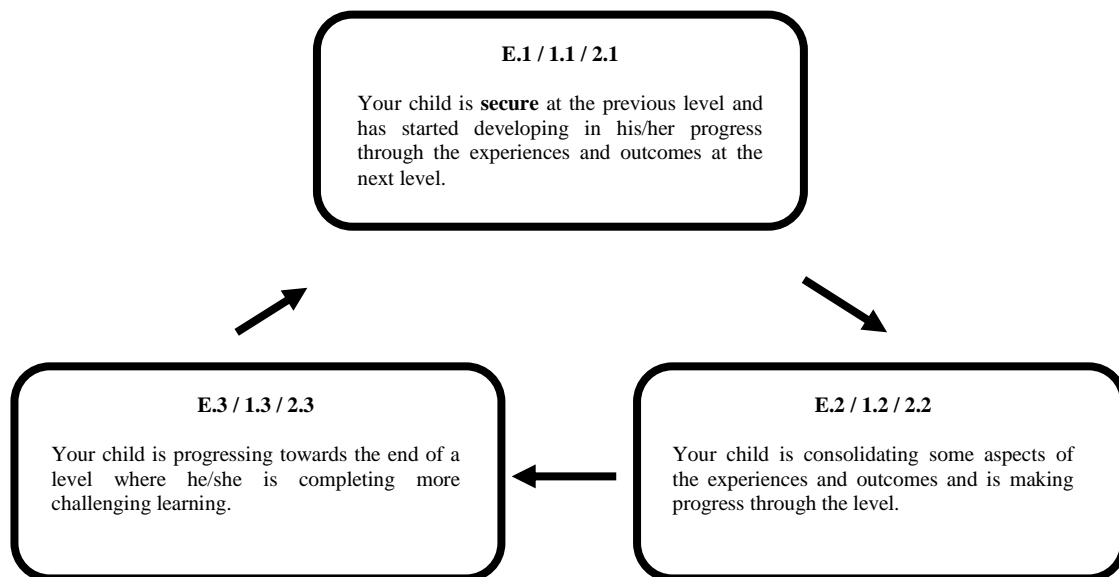 E.1 / 1.1 / 2.1
Your child is secure at the previous level and
has started developing in his/her progress
through the experiences and outcomes at the
next level.
E.3 / 1.3 / 2.3
Your child is progressing towards the end of a
level where he/she is completing more
challenging learning.
E.2 / 1.2 / 2.2
Your child is consolidating some aspects of
the experiences and outcomes and is making
progress through the level.